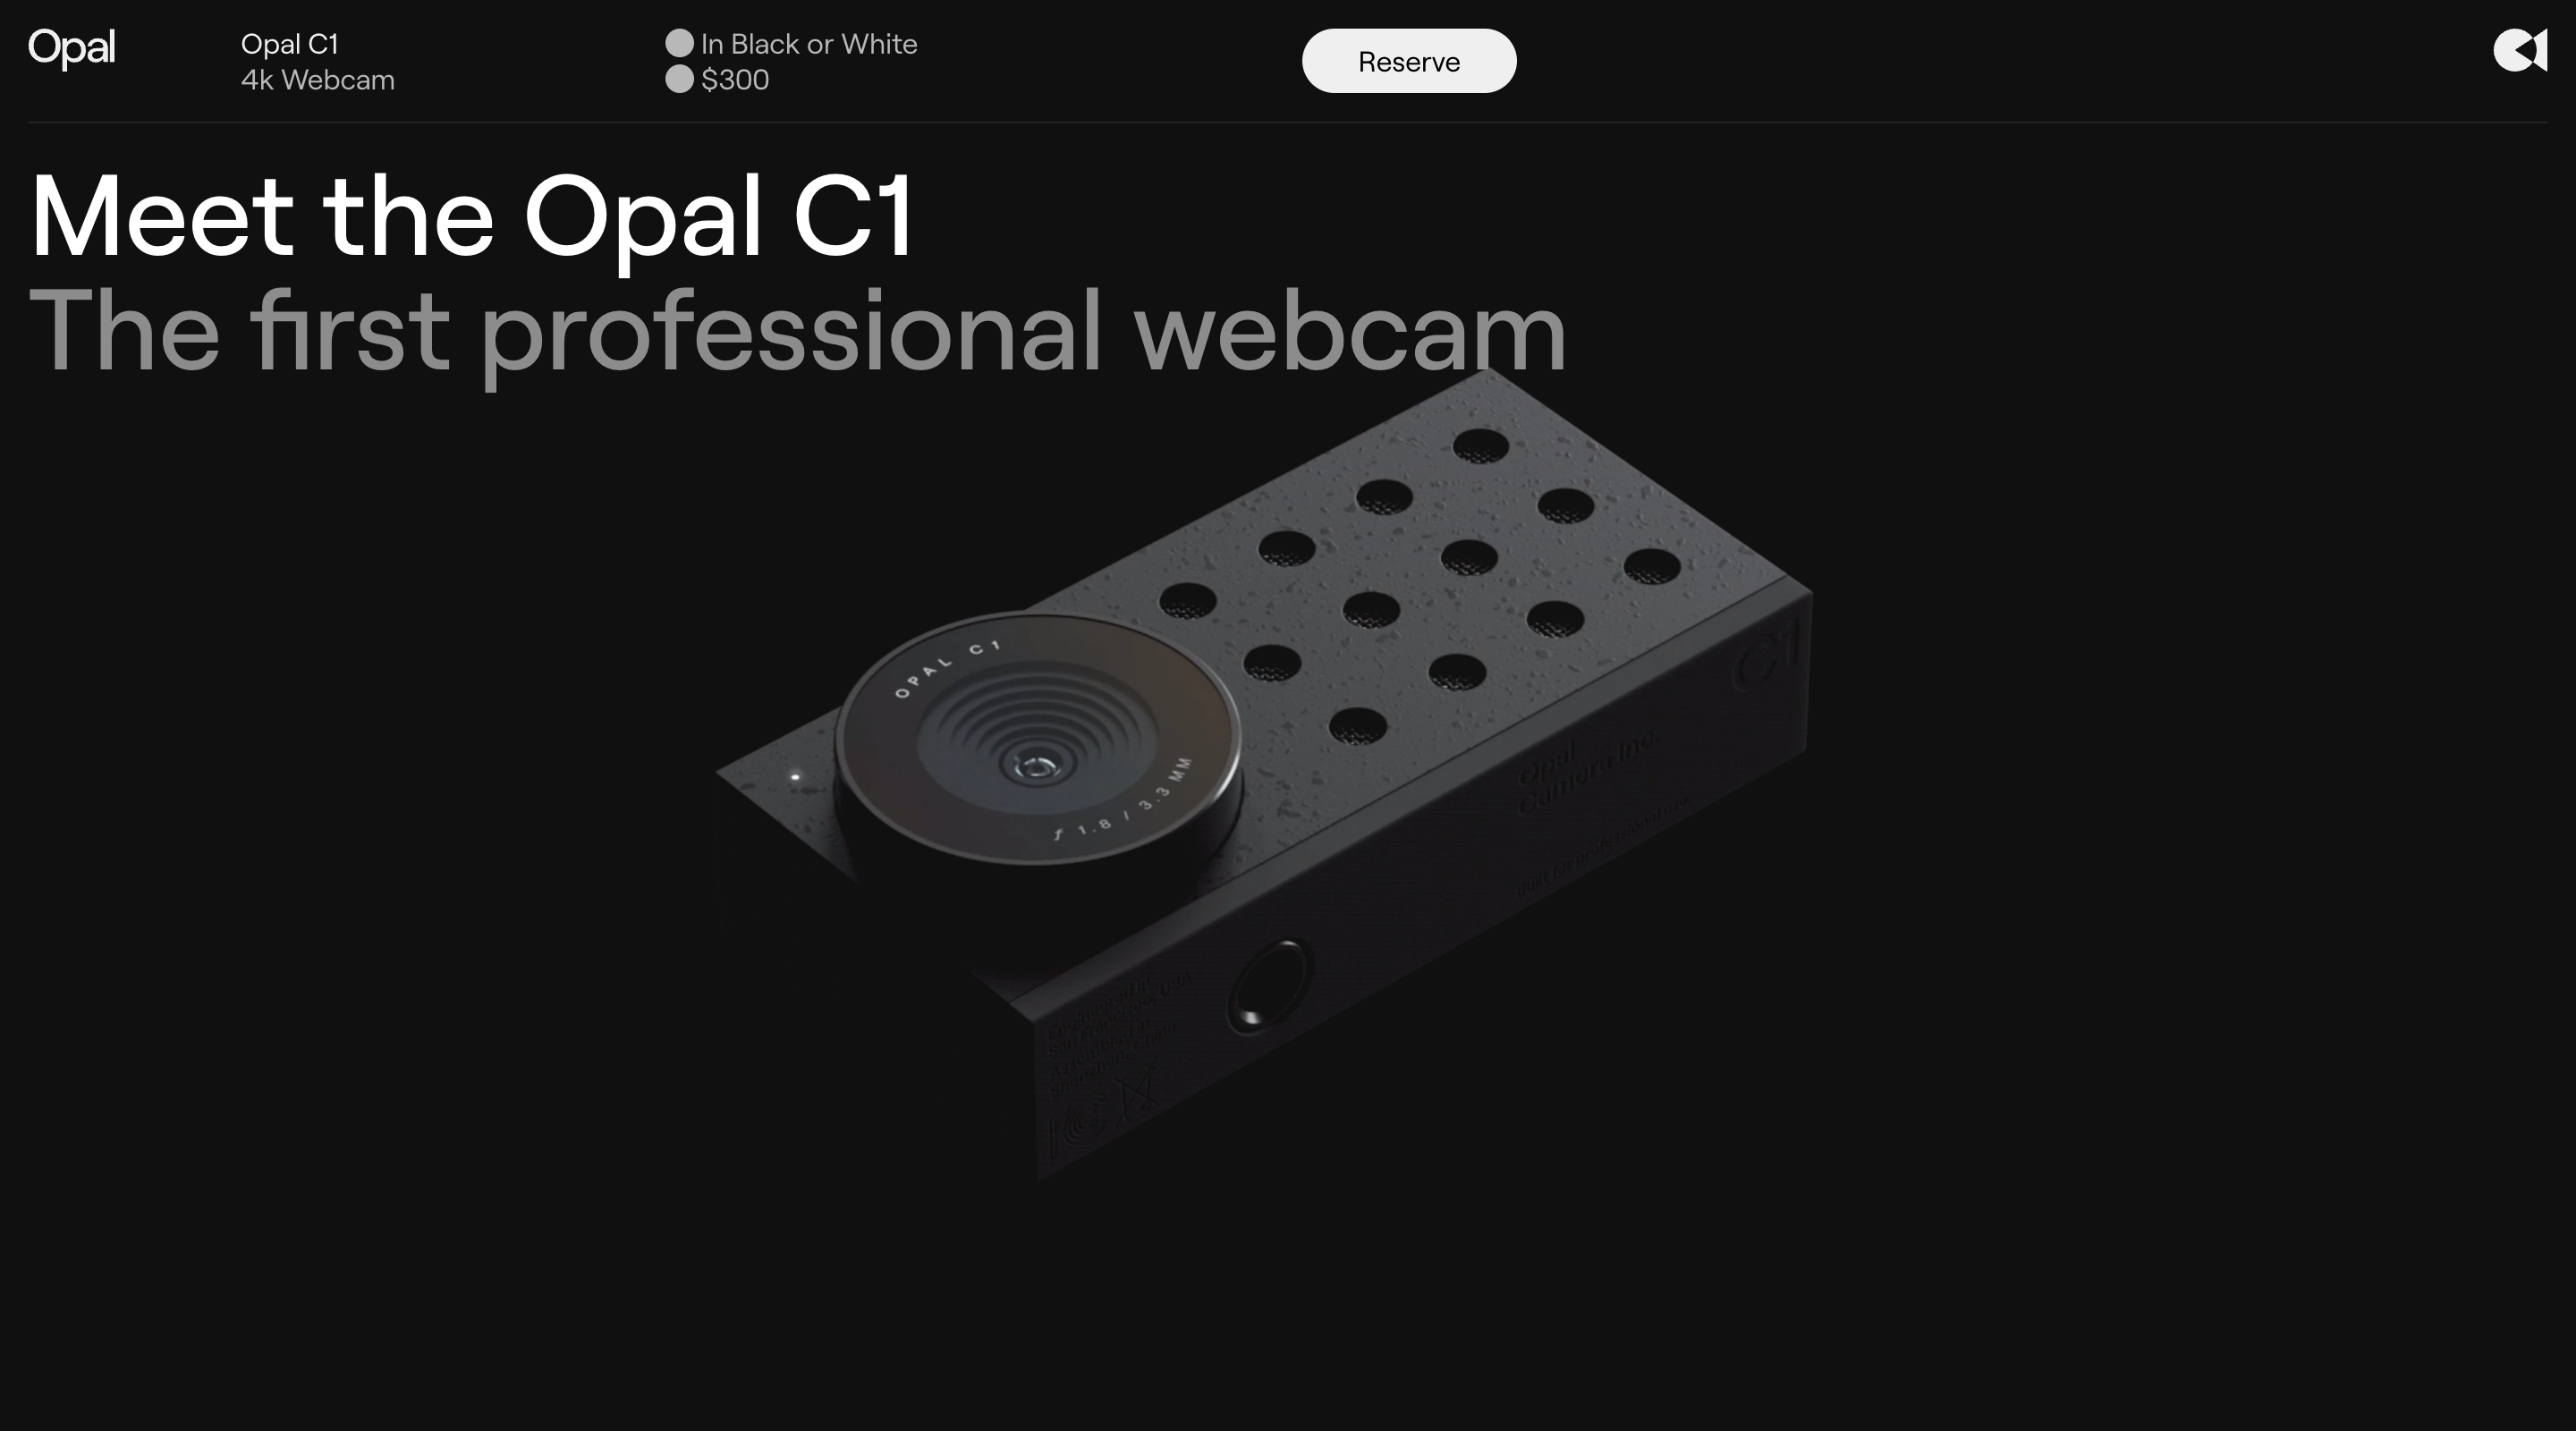 Opal
Opal C1
4k Webcam
In Black or White
$300
Reserve
Meet the Opal C1
The first professional webcam
OPAL C1
ƒ 1.8 / 3.3 MM
C1
Opal
Camera Inc.
Built for professional use